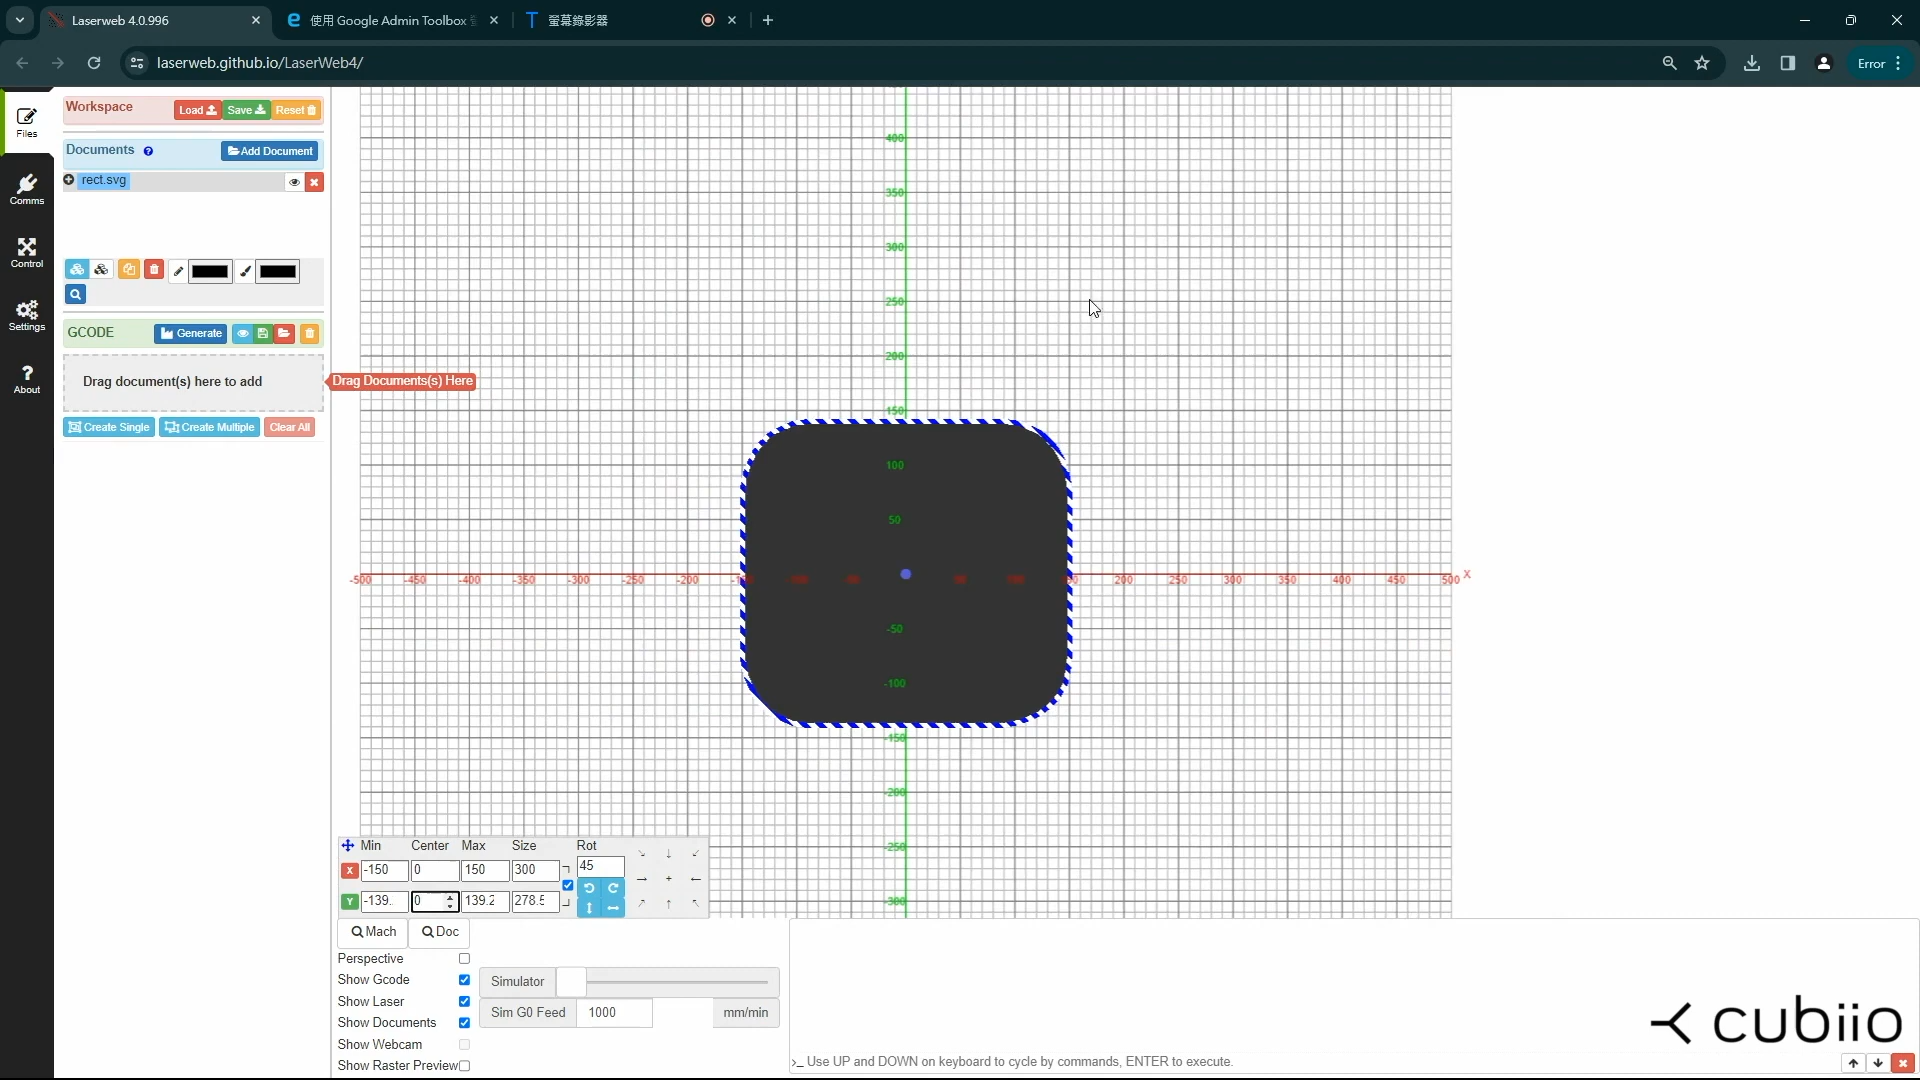 Laserweb 4.0.996
使用 Google Admin Toolbox
螢幕錄影器
laserweb.github.io/LaserWeb4/
Error
Files
Comms
Control
Settings
About
Workspace
Load
Save
Reset
Documents
Add Document
rect.svg
GCODE
Generate
Drag document(s) here to add
Drag Documents(s) Here
Create Single
Create Multiple
Clear All
400
350
300
250
200
150
100
50
-500 -450 -400 -350 -300 -250 -200 200 250 300 350 400 450 500 X
-50
-100
-150
-200
-250
-300
Min Center Max Size Rot
X -150 0 150 300 45
Y -139. 0 139.2 278.5
Mach
Doc
Perspective
Show Gcode
Show Laser
Show Documents
Show Webcam
Show Raster Preview
Simulator
Sim G0 Feed 1000 mm/min
>_ Use UP and DOWN on keyboard to cycle by commands, ENTER to execute.
cubiio